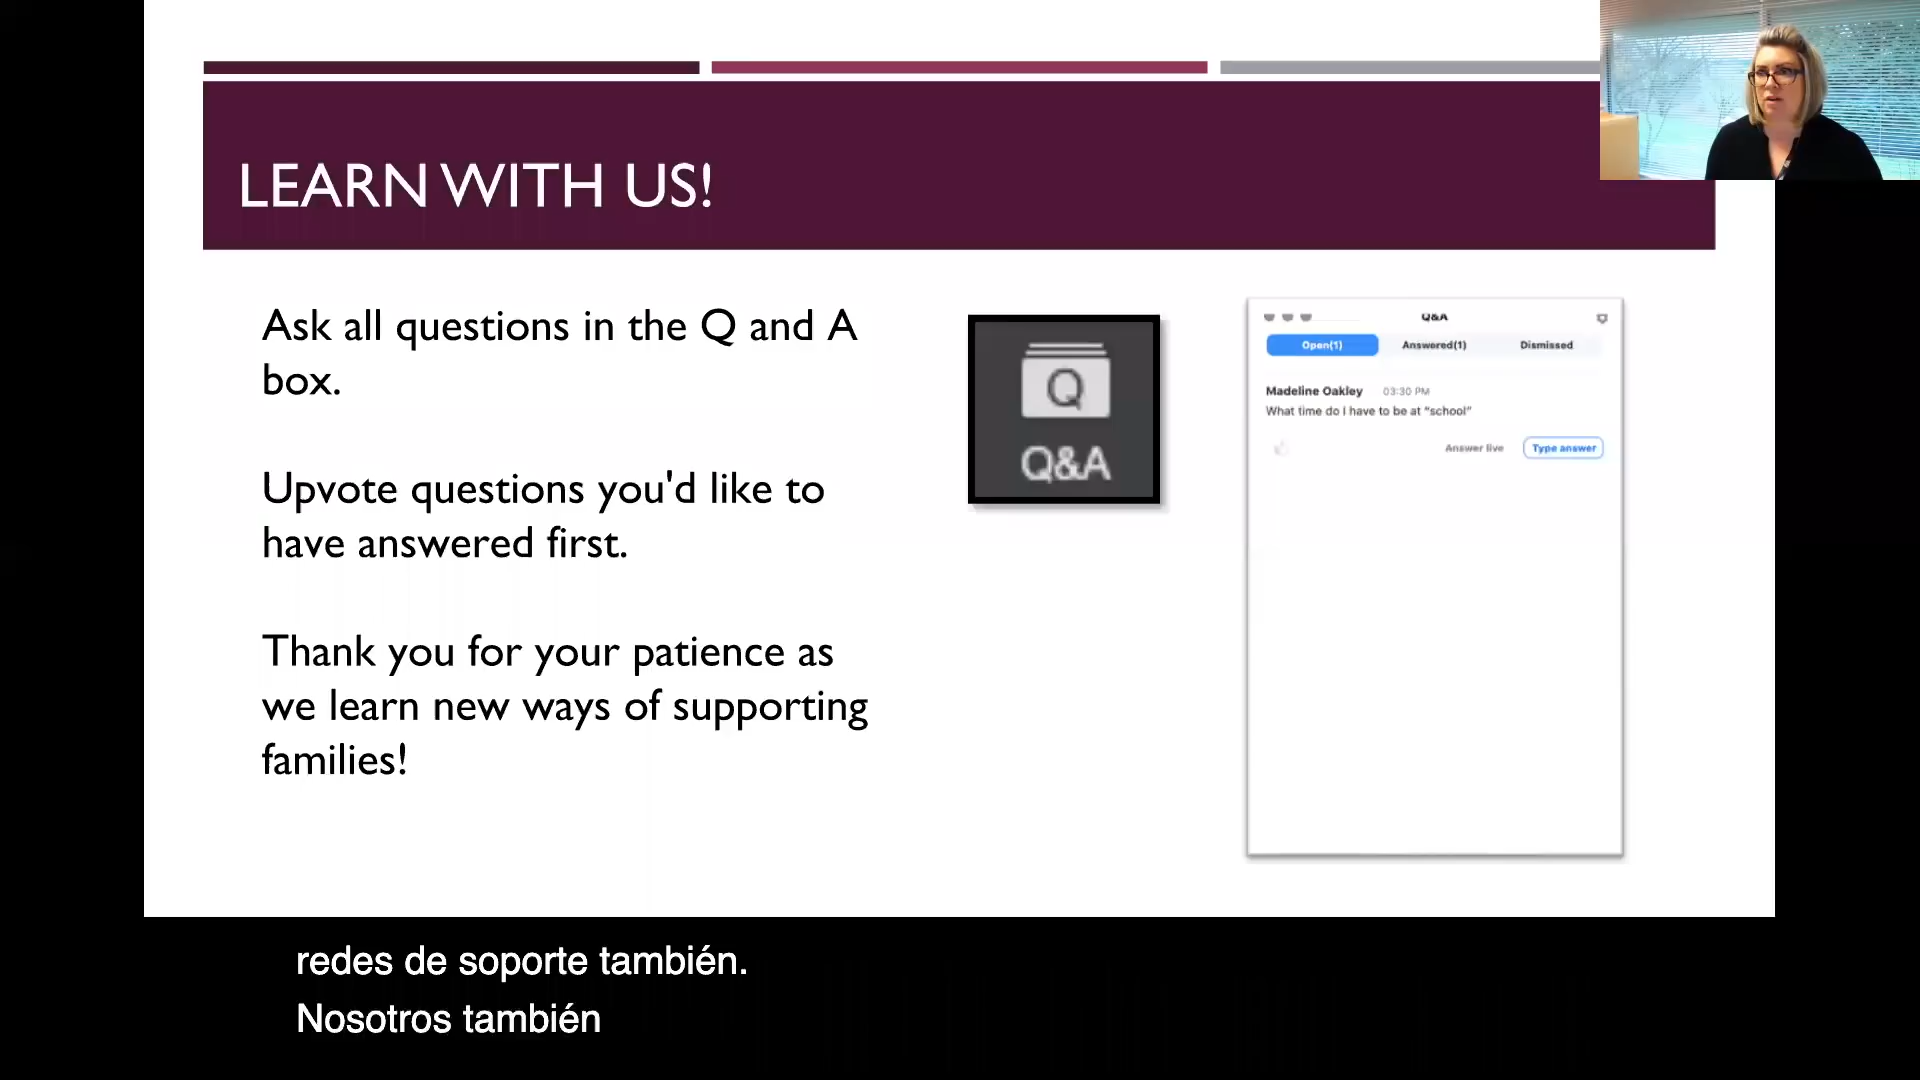 LEARN WITH US!
Ask all questions in the Q and A
box.
Upvote questions you'd like to
have answered first.
Thank you for your patience as
we learn new ways of supporting
families!
Q
Q&A
Q&A
Open(1) Answered(1) Dismissed
Madeline Oakley 03:30 PM
What time do I have to be at “school”
Answer live Type answer
redes de soporte también.
Nosotros también